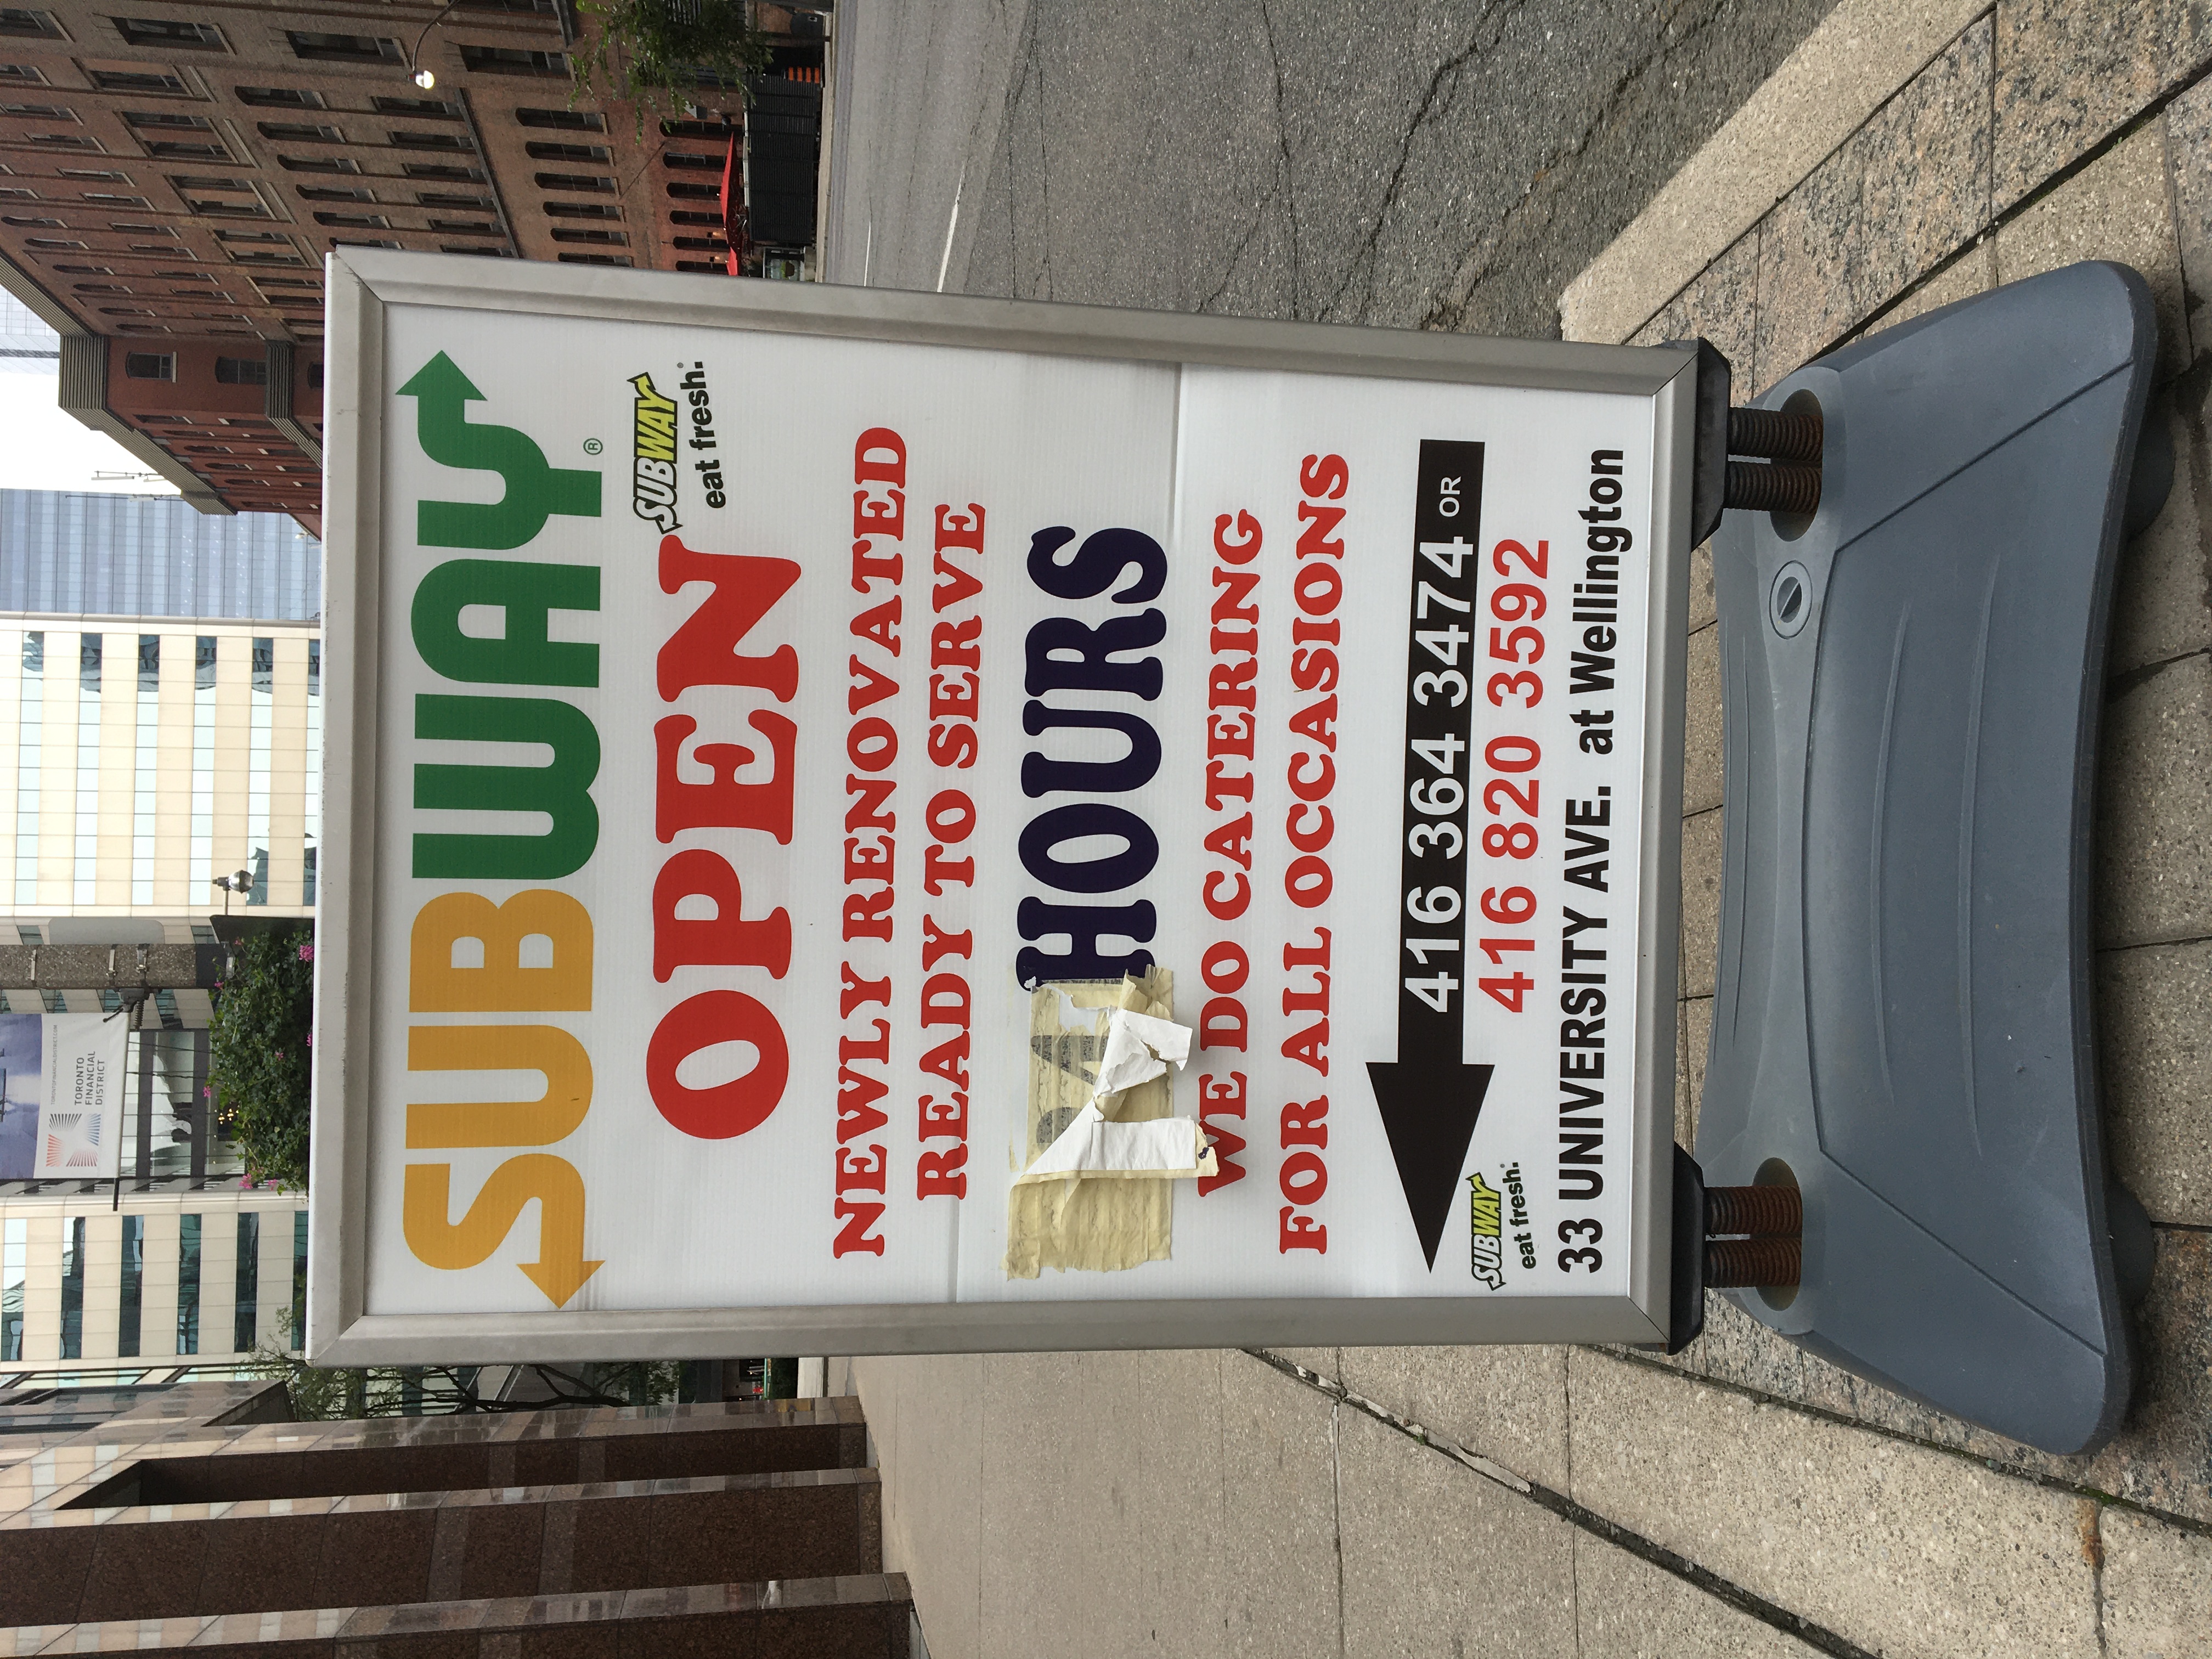 SUBWAY®
OPEN
SUBWAY
eat fresh.®
NEWLY RENOVATED
READY TO SERVE
HOURS
WE DO CATERING
FOR ALL OCCASIONS
416 364 3474 OR
416 820 3592
SUBWAY
eat fresh.®
33 UNIVERSITY AVE. at Wellington
TORONTO
FINANCIAL
DISTRICT